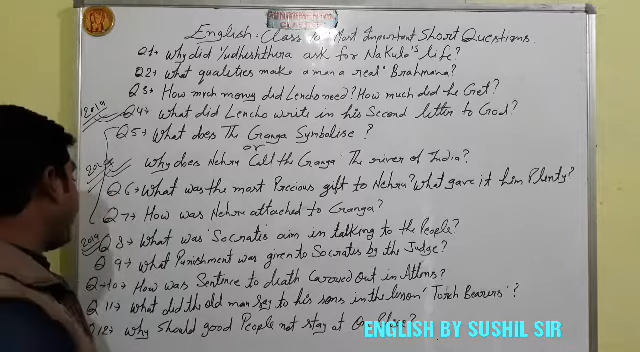 English: Class 10 Most Important Short Questions.
Q1→ Why did Yudhishthira ask for Nakula's life?
Q2→ What qualities make a man a real Brahmana?
Q3→ How much money did Lencho need? How much did he Get?
2019 Q4→ What did Lencho write in his Second letter to God?
Q5→ What does The Ganga Symbolise?
or
Why does Nehru Call the Ganga The river of India?
Q6→ What was the most Precious gift to Nehru? What gave it him Plenty?
Q7→ How was Nehru attached to Ganga?
2019 Q8→ What was Socrates aim in talking to the People?
Q9→ What Punishment was given to Socrates by the Judge?
Q→10→ How was Sentence to death Carried out in Athens?
Q11→ What did the old man say to his sons in the lesson 'Torch Bearers'?
Q12→ Why Should good People not stay at One Place?
ENGLISH BY SUSHIL SIR